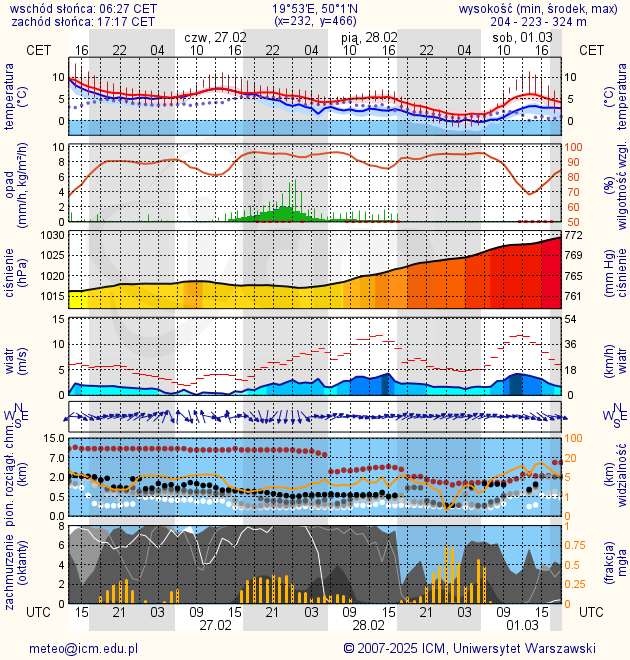 wschód słońca: 06:27 CET 19°53'E, 50°1'N wysokość (min, środek, max)
zachód słońca: 17:17 CET (x=232, y=466) 204 - 223 - 324 m
czw, 27.02 pią, 28.02 sob, 01.03
CET 16 22 04 10 16 22 04 10 16 22 04 10 16 CET
temperatura (°C) 10 5 0 10 5 0 temperatura (°C)
opad (mm/h, kg/m²/h) 10 8 6 4 2 0 100 90 80 70 60 50 (%) wilgotność wzgl.
ciśnienie (hPa) 1030 1025 1020 1015 772 769 765 761 (mm Hg) ciśnienie
wiatr (m/s) 15 10 5 0 54 36 18 0 (km/h) wiatr
N W E S N W E S
pion. rozciągł. chm. (km) 15.0 7.0 2.0 0.5 0.0 100 20 5 1 0 (km) widzialność
zachmurzenie (oktanty) 8 6 4 2 0 1 0.75 0.5 0.25 0 (frakcja) mgła
UTC 15 21 03 09 15 21 03 09 15 21 03 09 15 UTC
27.02 28.02 01.03
meteo@icm.edu.pl © 2007-2025 ICM, Uniwersytet Warszawski